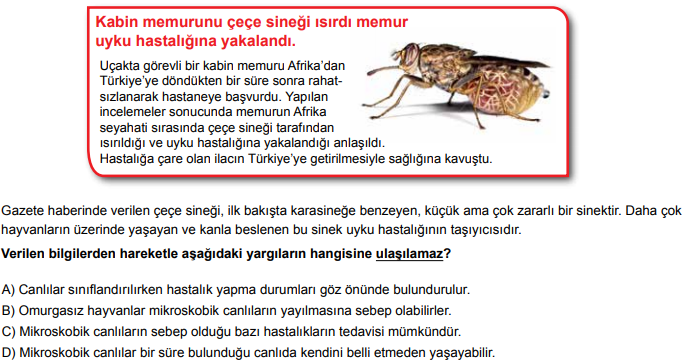 Kabin memurunu çeçe sineği ısırdı memur
uyku hastalığına yakalandı.
Uçakta görevli bir kabin memuru Afrika'dan
Türkiye'ye döndükten bir süre sonra rahat-
sızlanarak hastaneye başvurdu. Yapılan
incelemeler sonucunda memurun Afrika
seyahati sırasında çeçe sineği tarafından
ısırıldığı ve uyku hastalığına yakalandığı anlaşıldı.
Hastalığa çare olan ilacın Türkiye'ye getirilmesiyle sağlığına kavuştu.
Gazete haberinde verilen çeçe sineği, ilk bakışta karasineğe benzeyen, küçük ama çok zararlı bir sinektir. Daha çok
hayvanların üzerinde yaşayan ve kanla beslenen bu sinek uyku hastalığının taşıyıcısıdır.
Verilen bilgilerden hareketle aşağıdaki yargıların hangisine ulaşılamaz?
A) Canlılar sınıflandırılırken hastalık yapma durumları göz önünde bulundurulur.
B) Omurgasız hayvanlar mikroskobik canlıların yayılmasına sebep olabilirler.
C) Mikroskobik canlıların sebep olduğu bazı hastalıkların tedavisi mümkündür.
D) Mikroskobik canlılar bir süre bulunduğu canlıda kendini belli etmeden yaşayabilir.